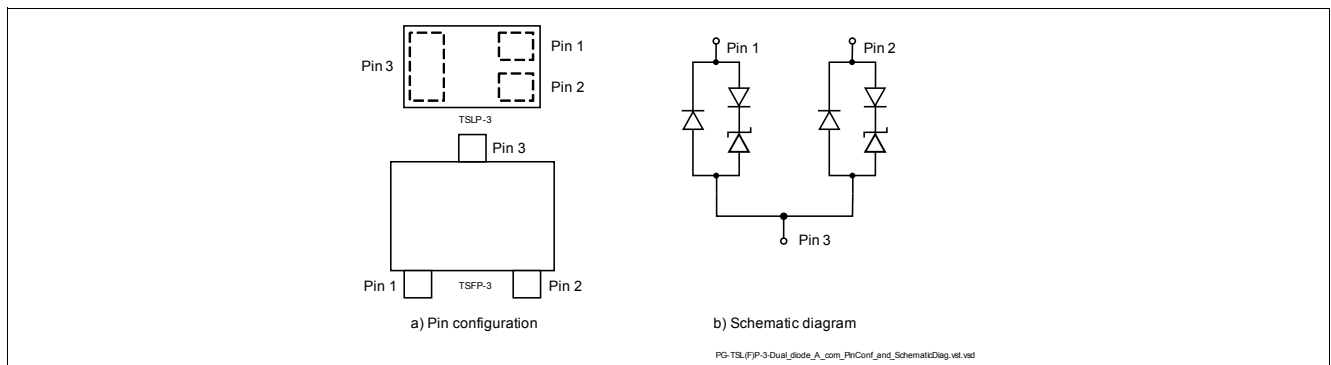 Pin 3
Pin 1
Pin 2
TSLP-3
Pin 3
Pin 1
TSFP-3
Pin 2
a) Pin configuration
Pin 1
Pin 2
Pin 3
b) Schematic diagram
PG-TSL(F)P-3-Dual_diode_A_com_PinConf_and_SchematicDiag.vst.vsd